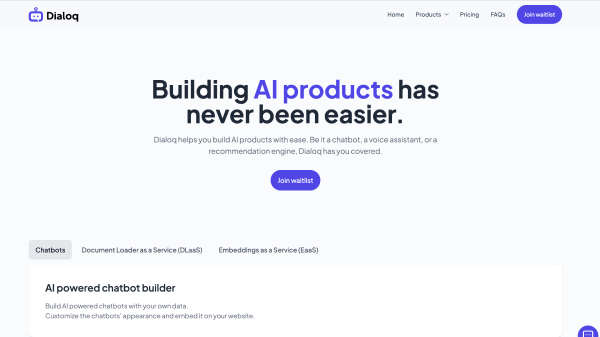 Dialoq
Home Products Pricing FAQs Join waitlist
Building AI products has
never been easier.
Dialoq helps you build AI products with ease. Be it a chatbot, a voice assistant, or a
recommendation engine, Dialoq has you covered.
Join waitlist
Chatbots Document Loader as a Service (DLaaS) Embeddings as a Service (EaaS)
AI powered chatbot builder
Build AI powered chatbots with your own data.
Customize the chatbots' appearance and embed it on your website.